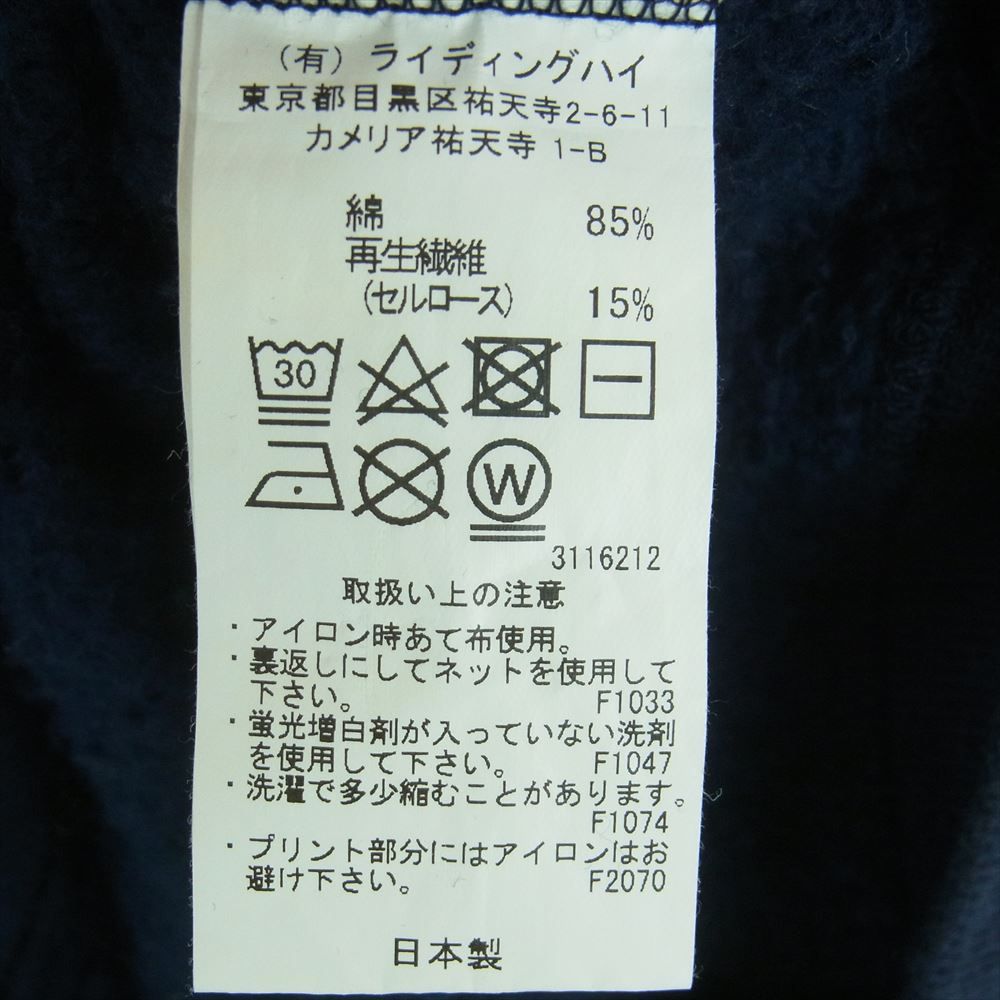 (有) ライディングハイ
東京都目黒区祐天寺2-6-11
カメリア祐天寺 1-B
綿 85%
再生繊維
(セルロース) 15%
30
W
3116212
取扱い上の注意
・アイロン時あて布使用。
・裏返しにしてネットを使用して
下さい。 F1033
・蛍光増白剤が入っていない洗剤
を使用して下さい。 F1047
・洗濯で多少縮むことがあります。
F1074
・プリント部分にはアイロンはお
避け下さい。 F2070
日本製